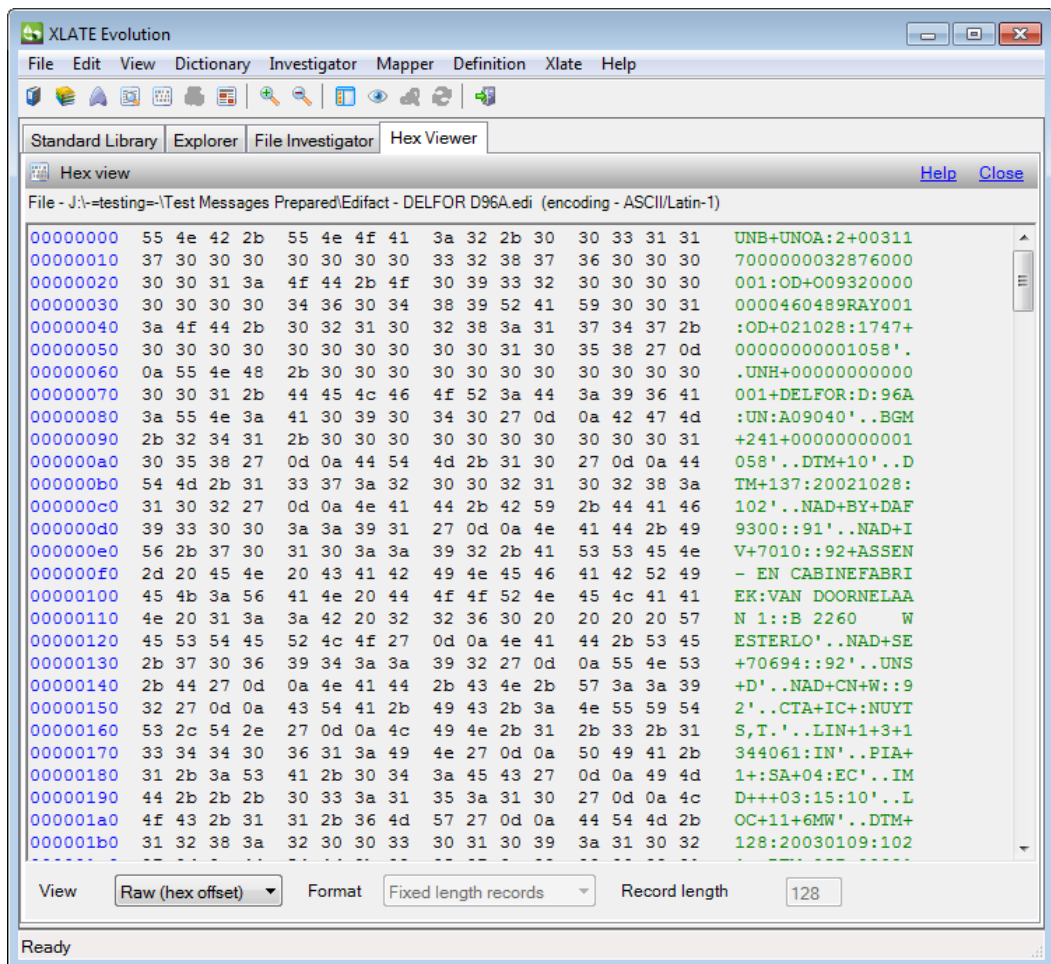 XLATE Evolution
File Edit View Dictionary Investigator Mapper Definition Xlate Help
Standard Library Explorer File Investigator Hex Viewer
Hex view Help Close
File - J:\-=testing=-\Test Messages Prepared\Edifact - DELFOR D96A.edi (encoding - ASCII/Latin-1)
00000000 55 4e 42 2b 55 4e 4f 41 3a 32 2b 30 30 33 31 31 UNB+UNOA:2+00311
00000010 37 30 30 30 30 30 30 30 33 32 38 37 36 30 30 30 7000000032876000
00000020 30 30 31 3a 4f 44 2b 4f 30 39 33 32 30 30 30 30 001:OD+O09320000
00000030 30 30 30 30 34 36 30 34 38 39 52 41 59 30 30 31 0000460489RAY001
00000040 3a 4f 44 2b 30 32 31 30 32 38 3a 31 37 34 37 2b :OD+021028:1747+
00000050 30 30 30 30 30 30 30 30 30 30 31 30 35 38 27 0d 00000000001058'.
00000060 0a 55 4e 48 2b 30 30 30 30 30 30 30 30 30 30 30 .UNH+00000000000
00000070 30 30 31 2b 44 45 4c 46 4f 52 3a 44 3a 39 36 41 001+DELFOR:D:96A
00000080 3a 55 4e 3a 41 30 39 30 34 30 27 0d 0a 42 47 4d :UN:A09040'..BGM
00000090 2b 32 34 31 2b 30 30 30 30 30 30 30 30 30 30 31 +241+00000000001
000000a0 30 35 38 27 0d 0a 44 54 4d 2b 31 30 27 0d 0a 44 058'..DTM+10'..D
000000b0 54 4d 2b 31 33 37 3a 32 30 30 32 31 30 32 38 3a TM+137:20021028:
000000c0 31 30 32 27 0d 0a 4e 41 44 2b 42 59 2b 44 41 46 102'..NAD+BY+DAF
000000d0 39 33 30 30 3a 3a 39 31 27 0d 0a 4e 41 44 2b 49 9300::91'..NAD+I
000000e0 56 2b 37 30 31 30 3a 3a 39 32 2b 41 53 53 45 4e V+7010::92+ASSEN
000000f0 2d 20 45 4e 20 43 41 42 49 4e 45 46 41 42 52 49 - EN CABINEFABRI
00000100 45 4b 3a 56 41 4e 20 44 4f 4f 52 4e 45 4c 41 41 EK:VAN DOORNELAA
00000110 4e 20 31 3a 3a 42 20 32 32 36 30 20 20 20 20 57 N 1::B 2260    W
00000120 45 53 54 45 52 4c 4f 27 0d 0a 4e 41 44 2b 53 45 ESTERLO'..NAD+SE
00000130 2b 37 30 36 39 34 3a 3a 39 32 27 0d 0a 55 4e 53 +70694::92'..UNS
00000140 2b 44 27 0d 0a 4e 41 44 2b 43 4e 2b 57 3a 3a 39 +D'..NAD+CN+W::9
00000150 32 27 0d 0a 43 54 41 2b 49 43 2b 3a 4e 55 59 54 2'..CTA+IC+:NUYT
00000160 53 2c 54 2e 27 0d 0a 4c 49 4e 2b 31 2b 33 2b 31 S,T.'..LIN+1+3+1
00000170 33 34 34 30 36 31 3a 49 4e 27 0d 0a 50 49 41 2b 344061:IN'..PIA+
00000180 31 2b 3a 53 41 2b 30 34 3a 45 43 27 0d 0a 49 4d 1+:SA+04:EC'..IM
00000190 44 2b 2b 2b 30 33 3a 31 35 3a 31 30 27 0d 0a 4c D+++03:15:10'..L
000001a0 4f 43 2b 31 31 2b 36 4d 57 27 0d 0a 44 54 4d 2b OC+11+6MW'..DTM+
000001b0 31 32 38 3a 32 30 30 33 30 31 30 39 3a 31 30 32 128:20030109:102
View Raw (hex offset) Format Fixed length records Record length 128
Ready